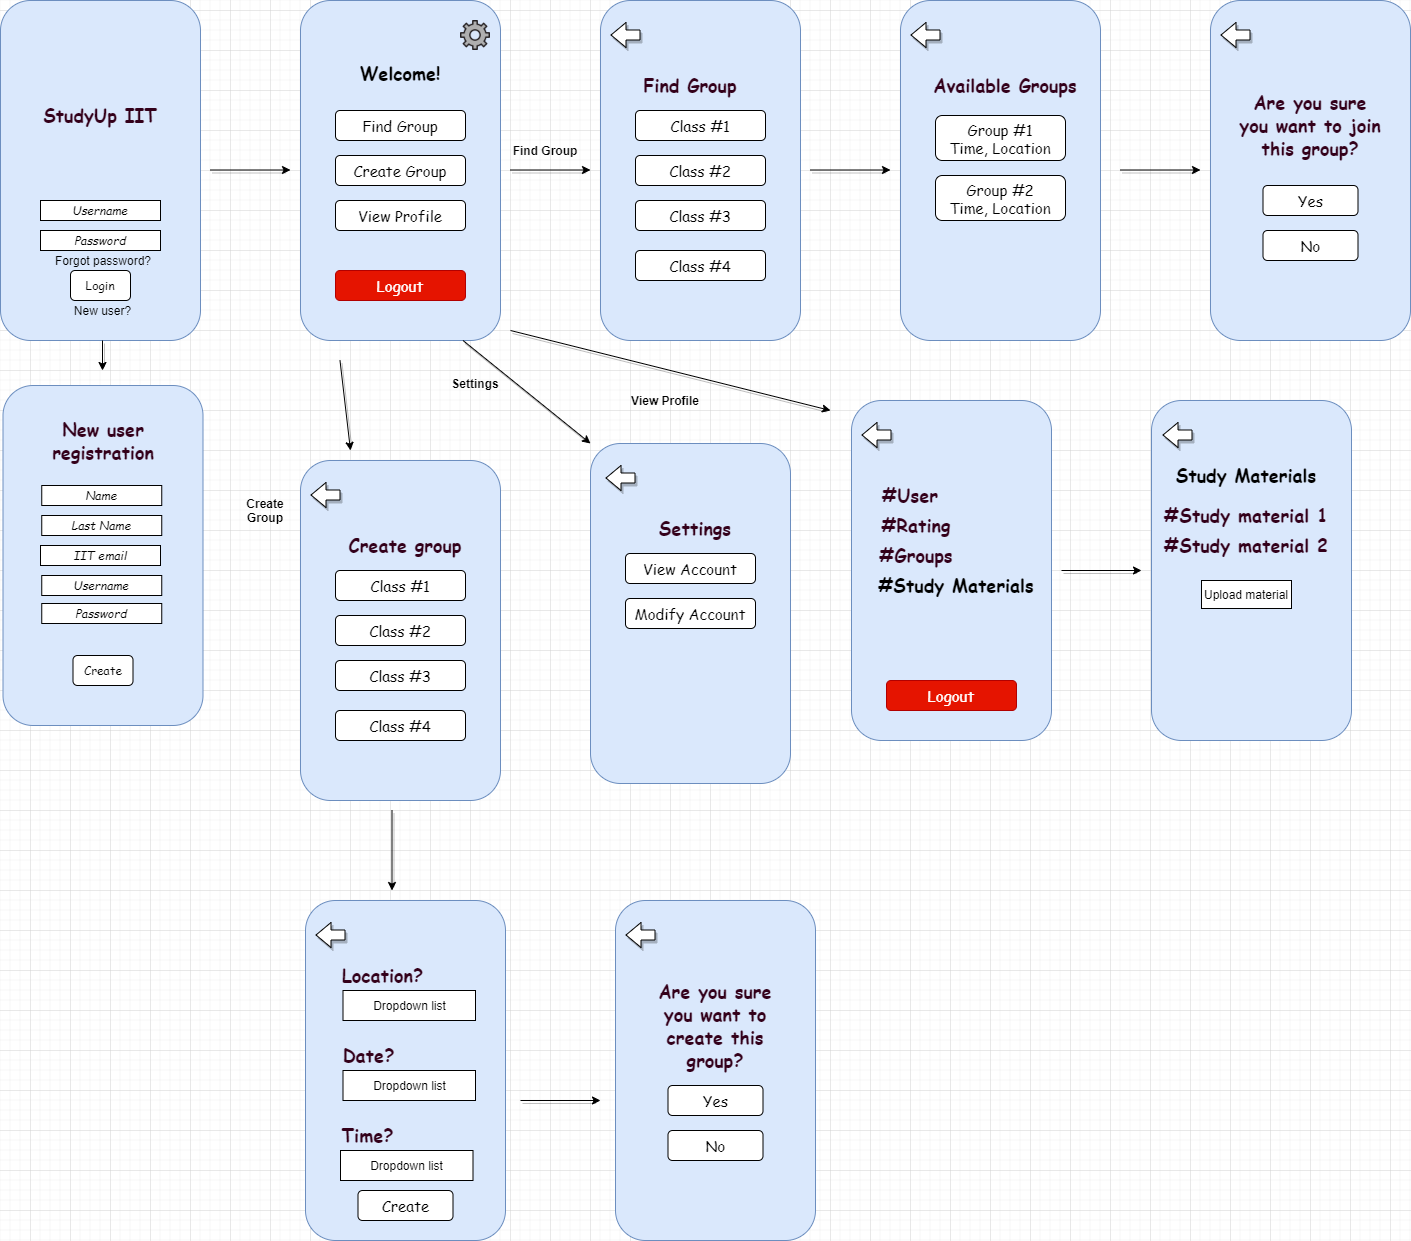 StudyUp IIT
Username
Password
Forgot password?
Login
New user?
Welcome!
Find Group
Create Group
View Profile
Logout
Find Group
Find Group
Class #1
Class #2
Class #3
Class #4
Available Groups
Group #1
Time, Location
Group #2
Time, Location
Are you sure
you want to join
this group?
Yes
No
New user
registration
Name
Last Name
IIT email
Username
Password
Create
Create
Group
Settings
View Profile
Create group
Class #1
Class #2
Class #3
Class #4
Settings
View Account
Modify Account
#User
#Rating
#Groups
#Study Materials
Logout
Study Materials
#Study material 1
#Study material 2
Upload material
Location?
Dropdown list
Date?
Dropdown list
Time?
Dropdown list
Create
Are you sure
you want to
create this
group?
Yes
No